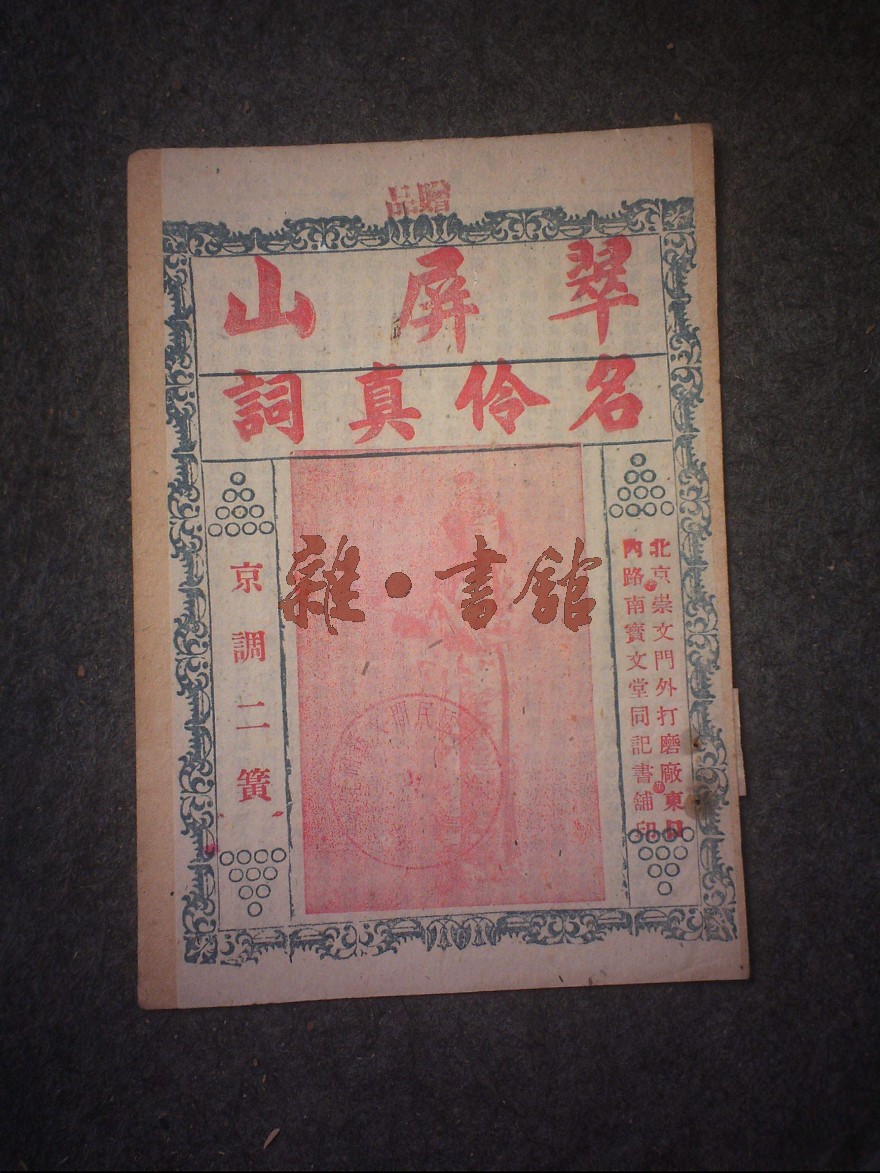 贈品
翠屏山
名伶真詞
北京崇文門外打磨廠東口
內路南寶文堂同記書舖印
京調二簧
雜·書館
民間